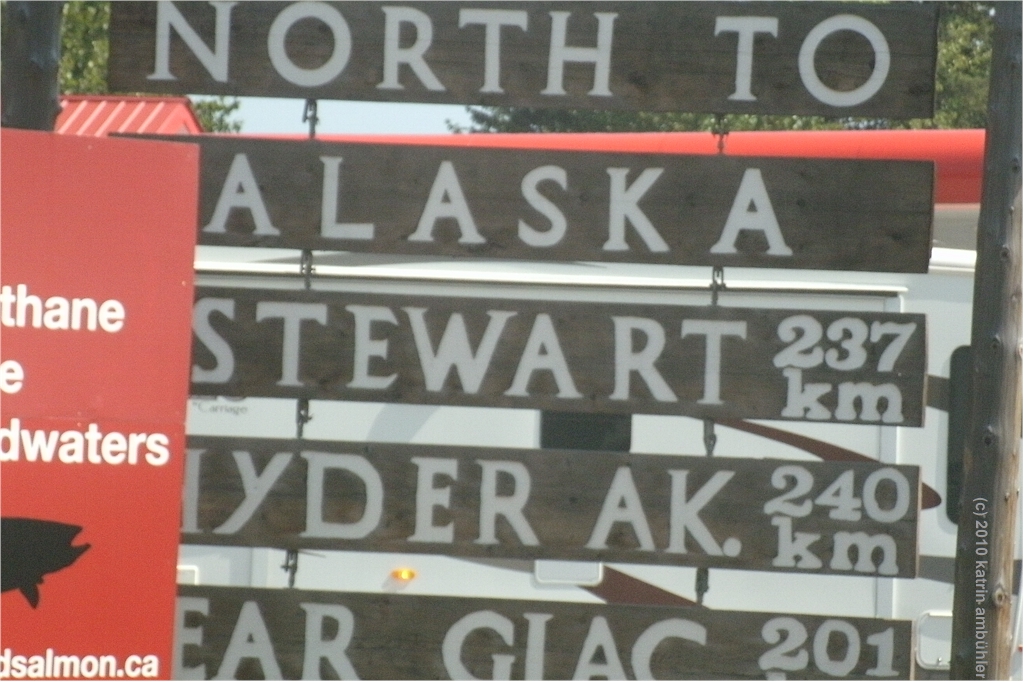 NORTH TO
ALASKA
STEWART 237 km
HYDER AK. 240 km
EAR GLAC 201
thane
e
dwaters
dsalmon.ca
(c) 2010 katrin ambühler